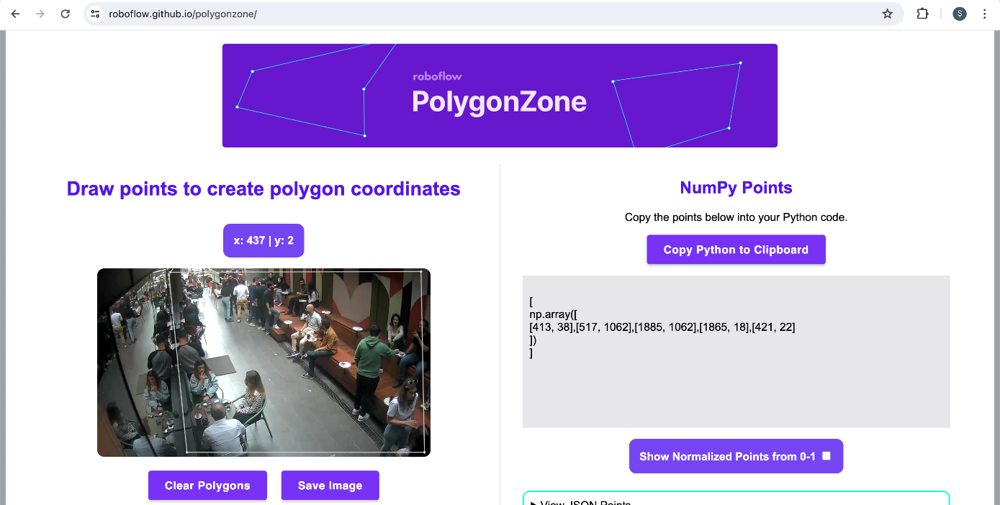 roboflow.github.io/polygonzone/
S
roboflow
PolygonZone
Draw points to create polygon coordinates
x: 437 | y: 2
Clear Polygons
Save Image
NumPy Points
Copy the points below into your Python code.
Copy Python to Clipboard
[
np.array([
[413, 38],[517, 1062],[1885, 1062],[1865, 18],[421, 22]
])
]
Show Normalized Points from 0-1
View JSON Points